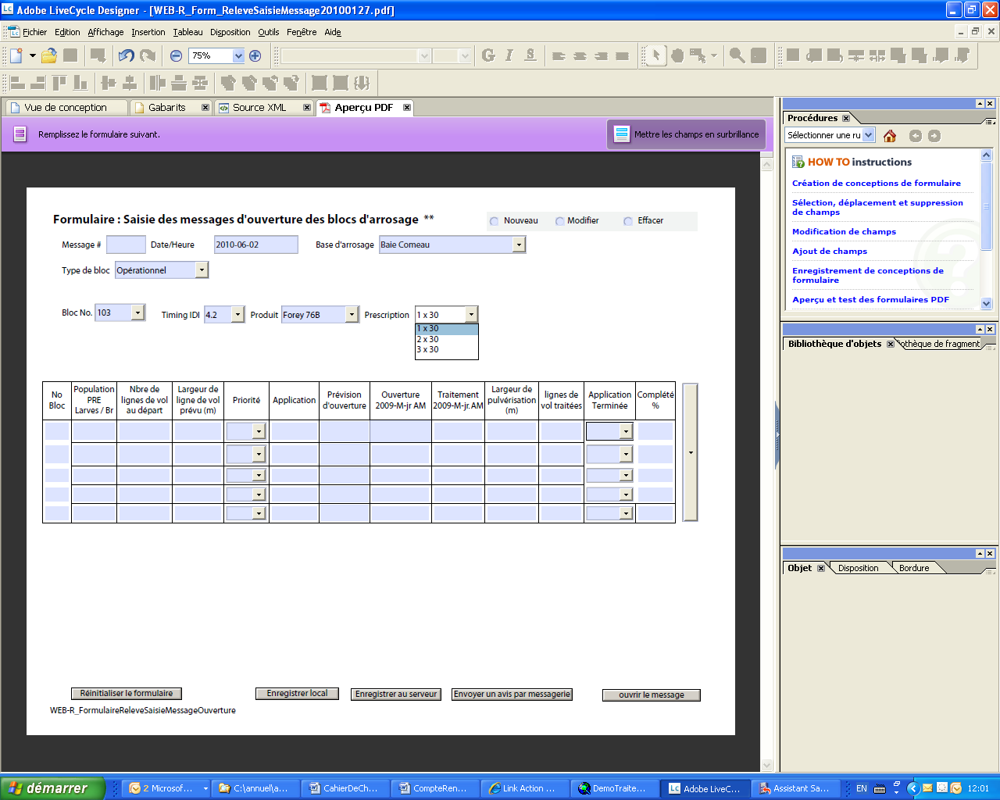 Adobe LiveCycle Designer - [WEB-R_Form_ReleveSaisieMessage20100127.pdf]
Fichier Edition Affichage Insertion Tableau Disposition Outils Fenêtre Aide
75%
Vue de conception Gabarits Source XML Aperçu PDF
Remplissez le formulaire suivant. Mettre les champs en surbrillance
Formulaire : Saisie des messages d'ouverture des blocs d'arrosage ** Nouveau Modifier Effacer
Message # Date/Heure 2010-06-02 Base d'arrosage Baie Comeau
Type de bloc Opérationnel
Bloc No. 103 Timing IDI 4.2 Produit Forey 76B Prescription 1 x 30
1 x 30
2 x 30
3 x 30
No Bloc
Population PRE Larves / Br
Nbre de lignes de vol au départ
Largeur de ligne de vol prévu (m)
Priorité
Application
Prévision d'ouverture
Ouverture 2009-M-jr AM
Traitement 2009-M-jr. AM
Largeur de pulvérisation (m)
lignes de vol traitées
Application Terminée
Complété %
Réinitialiser le formulaire Enregistrer local Enregistrer au serveur Envoyer un avis par messagerie ouvrir le message
WEB-R_FormulaireReleveSaisieMessageOuverture
Procédures
Sélectionner une ru
HOW TO instructions
Création de conceptions de formulaire
Sélection, déplacement et suppression
de champs
Modification de champs
Ajout de champs
Enregistrement de conceptions de
formulaire
Aperçu et test des formulaires PDF
Bibliothèque d'objets iothèque de fragment
Objet Disposition Bordure
démarrer 2 Microsof... C:\annuel\a... CahierDeCh... CompteRen... Link Action ... DemoTraite... Adobe LiveC... Assistant Sa... EN 12:01